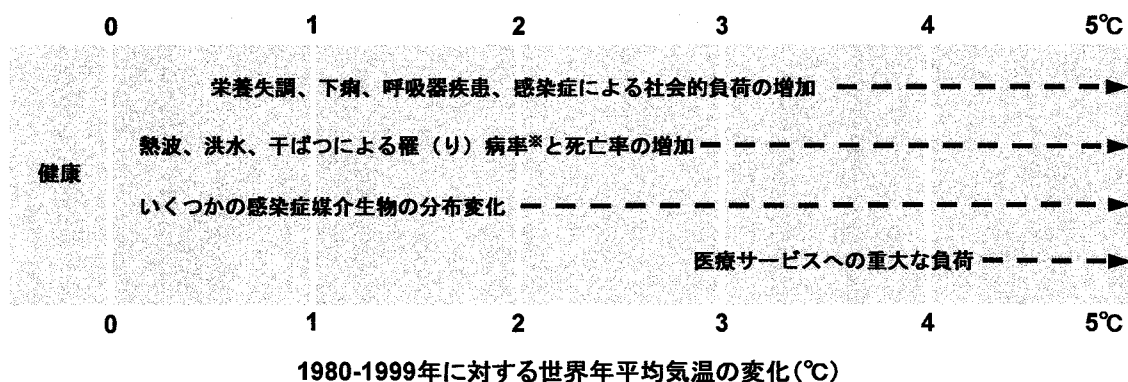 0 1 2 3 4 5℃
栄養失調、下痢、呼吸器疾患、感染症による社会的負荷の増加
熱波、洪水、干ばつによる罹（り）病率※と死亡率の増加
健康
いくつかの感染症媒介生物の分布変化
医療サービスへの重大な負荷
0 1 2 3 4 5℃
1980-1999年に対する世界年平均気温の変化(℃)